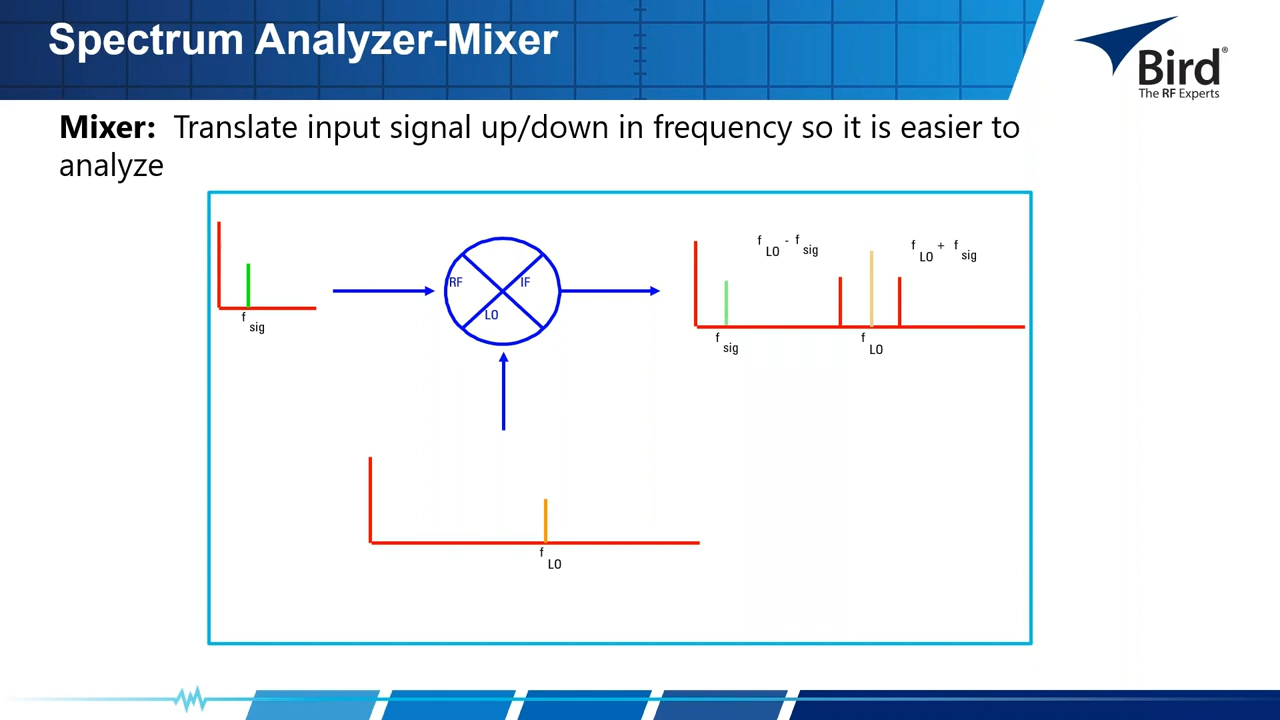 Spectrum Analyzer-Mixer
Bird®
The RF Experts
Mixer: Translate input signal up/down in frequency so it is easier to
analyze
f sig
RF
IF
LO
f LO - f sig
f LO + f sig
f sig
f LO
f LO